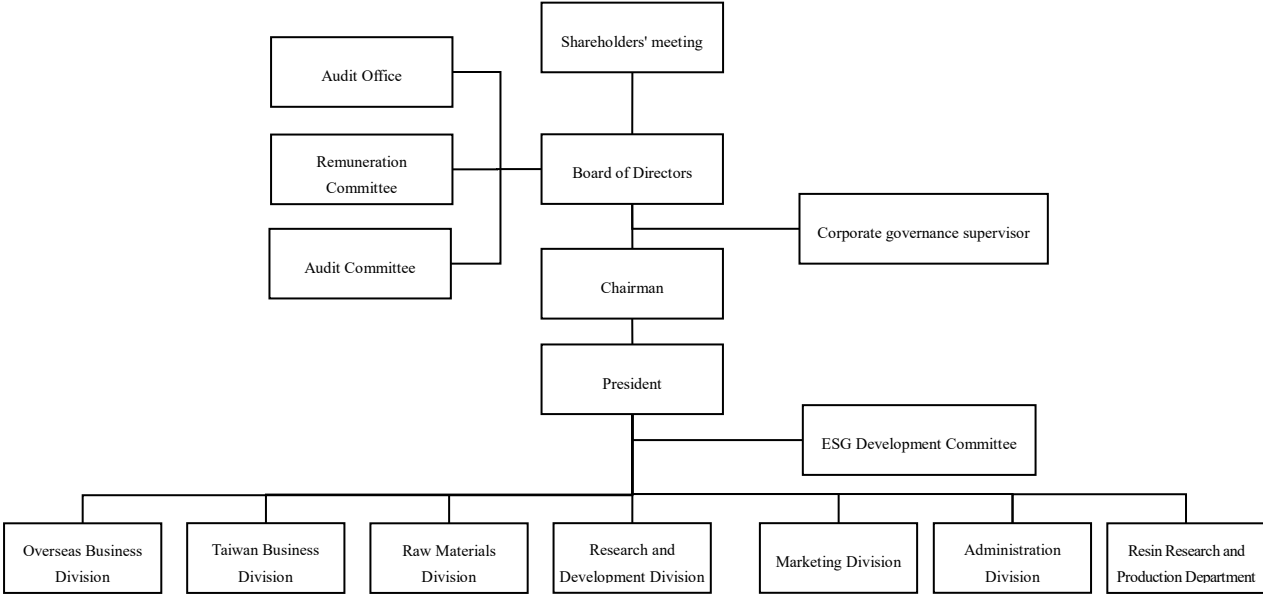 Shareholders' meeting
Audit Office
Remuneration
Committee
Board of Directors
Corporate governance supervisor
Audit Committee
Chairman
President
ESG Development Committee
Overseas Business
Division
Taiwan Business
Division
Raw Materials
Division
Research and
Development Division
Marketing Division
Administration
Division
Resin Research and
Production Department